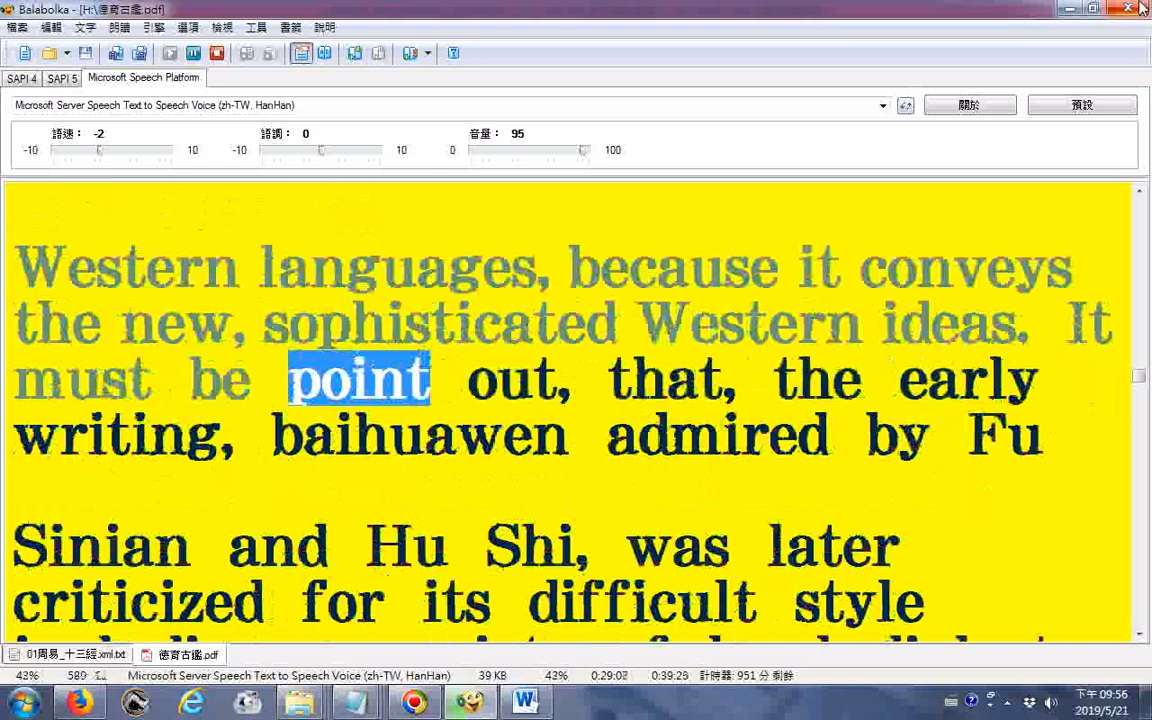 Balabolka - [H:\德育古鑑.pdf]
檔案 編輯 文字 朗讀 引擎 選項 檢視 工具 書籤 說明
SAPI 4 SAPI 5 Microsoft Speech Platform
Microsoft Server Speech Text to Speech Voice (zh-TW, HanHan) 關於 預設
語速： -2 語調： 0 音量： 95
-10 10 -10 10 0 100
Western languages, because it conveys
the new, sophisticated Western ideas. It
must be point out, that, the early
writing, baihuawen admired by Fu
Sinian and Hu Shi, was later
criticized for its difficult style
01周易_十三經.xml.txt 德育古鑑.pdf
43% Microsoft Server Speech Text to Speech Voice (zh-TW, HanHan) 39 KB 43% 0:29:02 0:39:23 計時器: 951 分 剩餘
下午 09:56
2019/5/21